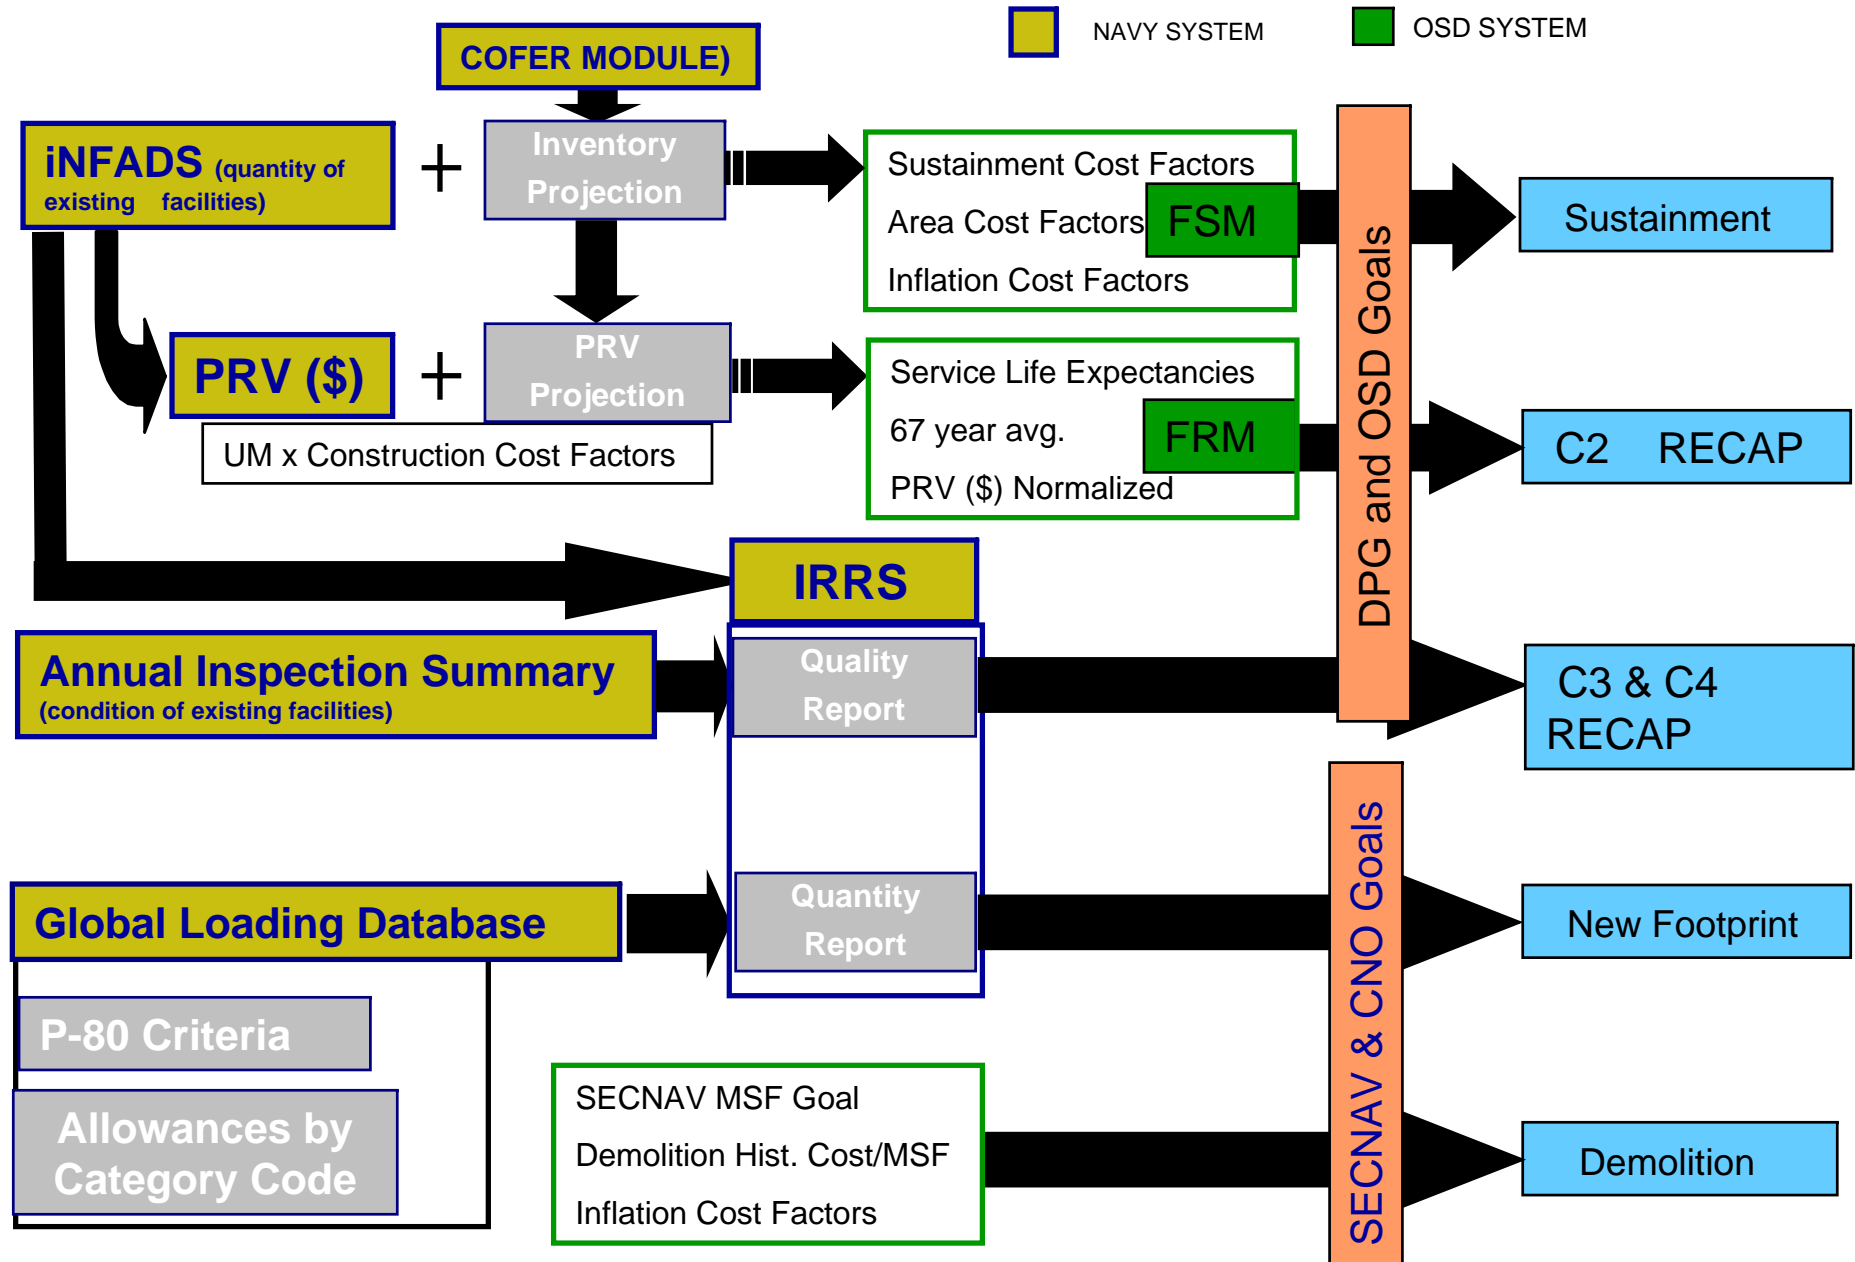 NAVY SYSTEM
OSD SYSTEM
COFER MODULE)
iNFADS (quantity of
existing facilities)
+
Inventory
Projection
Sustainment Cost Factors
Area Cost Factors
FSM
Inflation Cost Factors
Sustainment
PRV ($)
+
PRV
Projection
UM x Construction Cost Factors
Service Life Expectancies
67 year avg.
FRM
PRV ($) Normalized
C2 RECAP
DPG and OSD Goals
IRRS
Annual Inspection Summary
(condition of existing facilities)
Quality
Report
C3 & C4
RECAP
Global Loading Database
Quantity
Report
New Footprint
SECNAV & CNO Goals
P-80 Criteria
Allowances by
Category Code
SECNAV MSF Goal
Demolition Hist. Cost/MSF
Inflation Cost Factors
Demolition